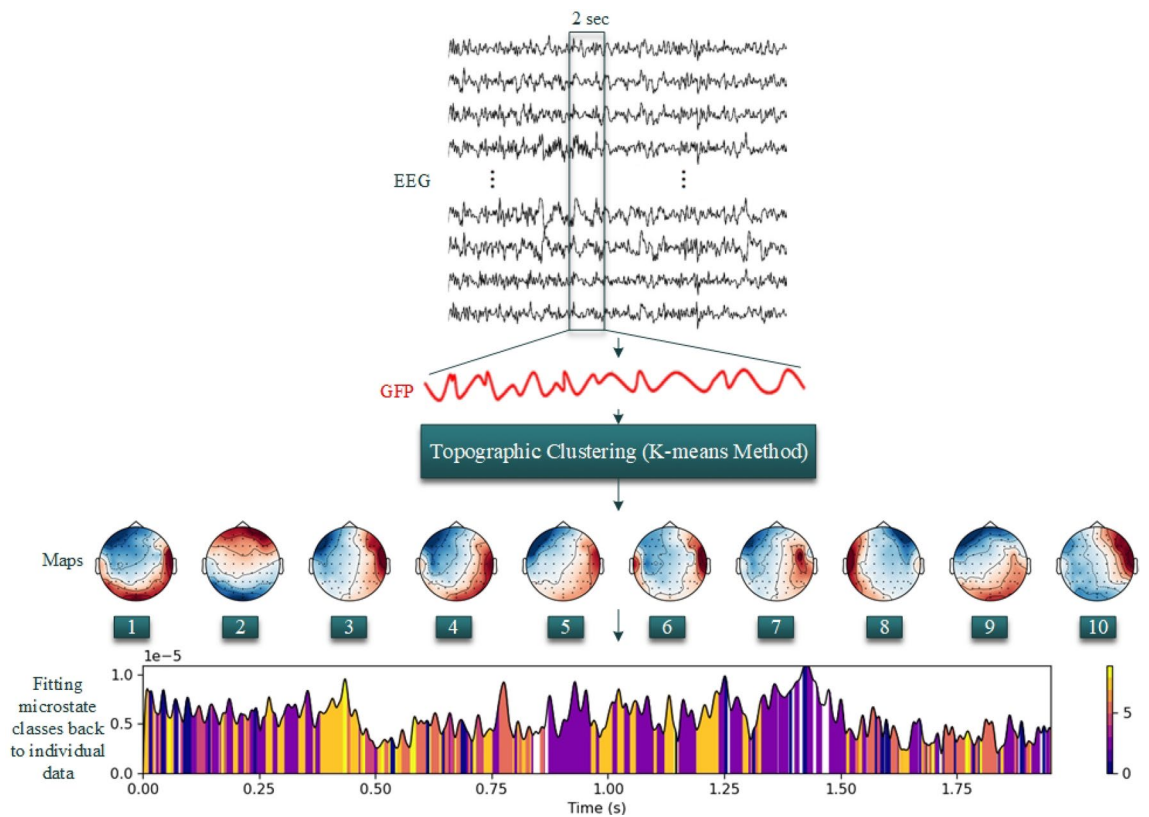 2 sec
EEG
GFP
Topographic Clustering (K-means Method)
Maps
1 2 3 4 5 6 7 8 9 10
1e−5
Fitting
microstate
classes back
to individual
data
1.0
0.5
0.0
5
0
0.00 0.25 0.50 0.75 1.00 1.25 1.50 1.75
Time (s)